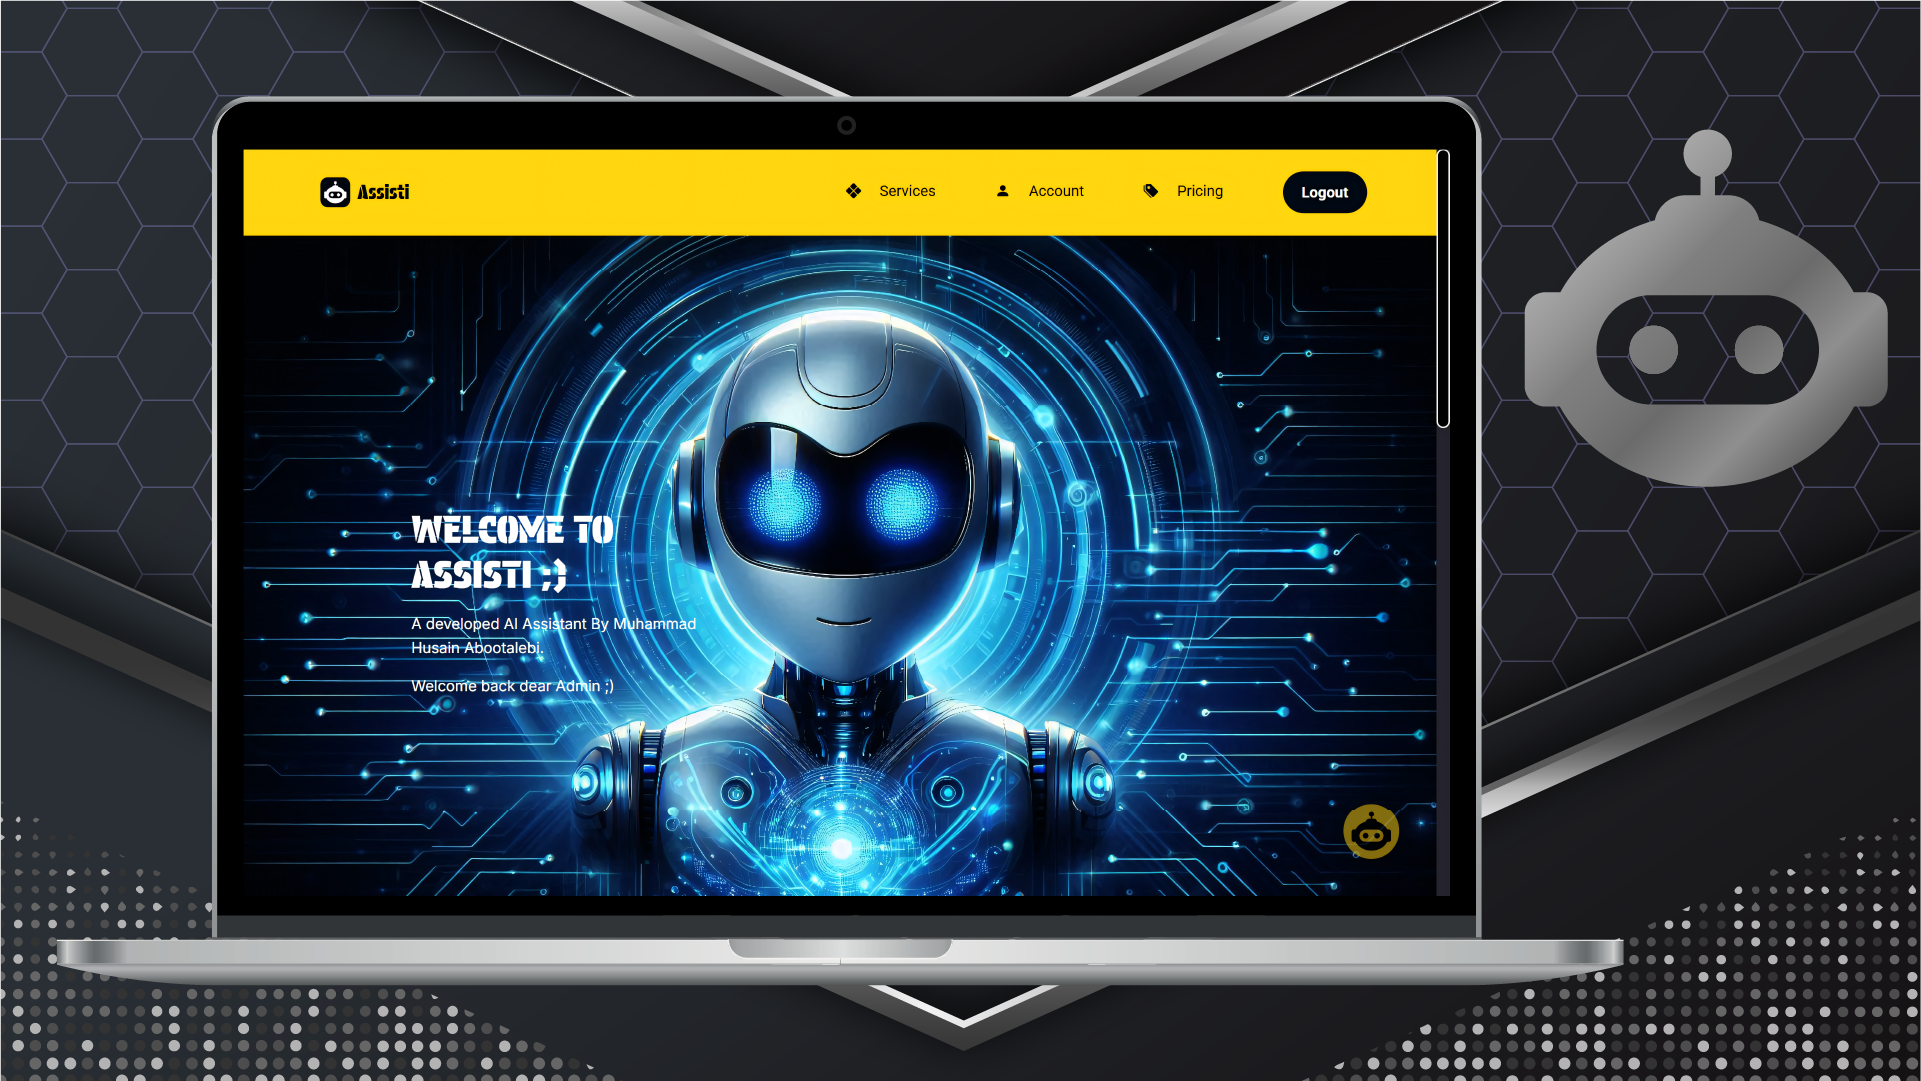 Assisti
Services
Account
Pricing
Logout
WELCOME TO
ASSISTI ;)
A developed AI Assistant By Muhammad
Husain Abootalebi.
Welcome back dear Admin ;)